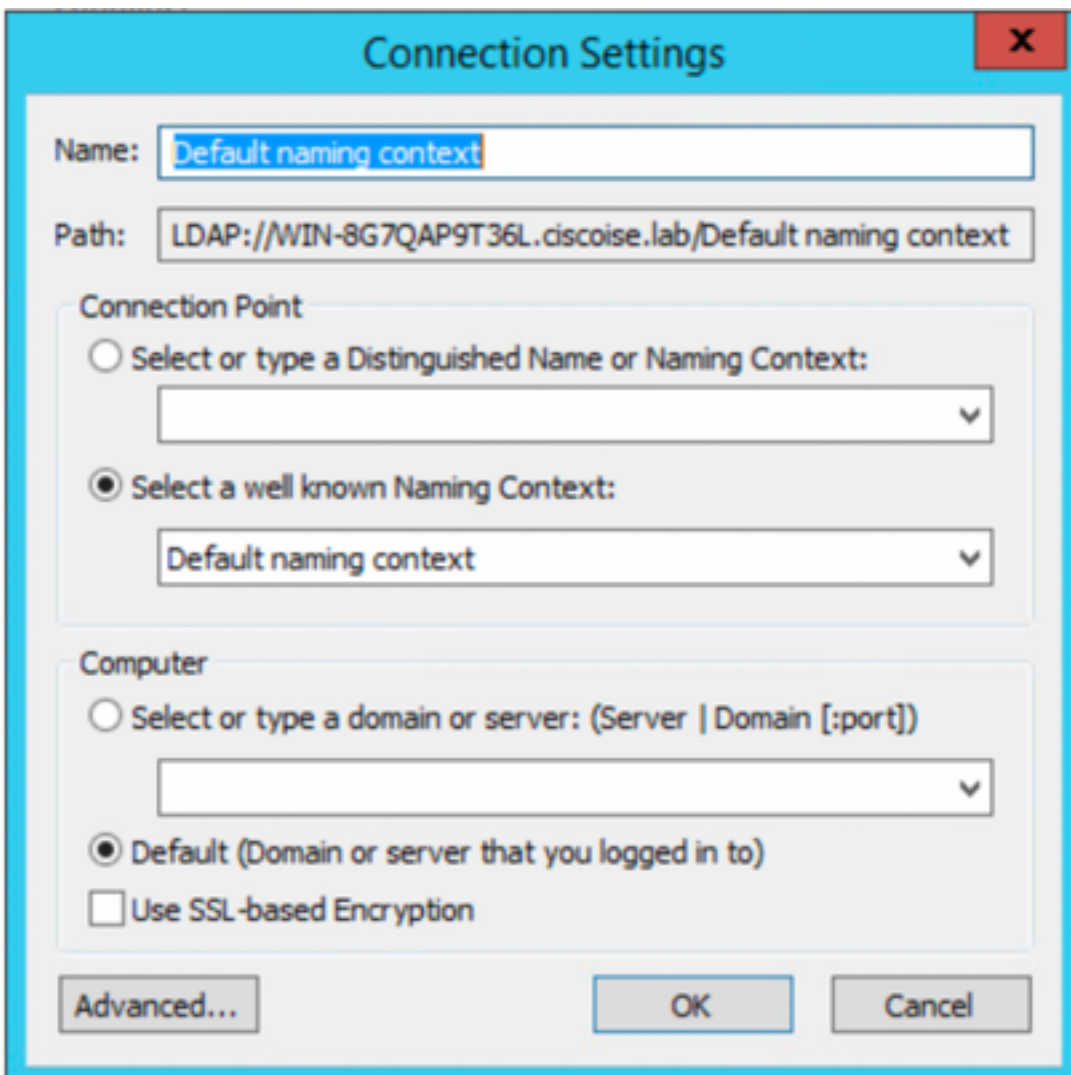 Connection Settings
x
Name: Default naming context
Path: LDAP://WIN-8G7QAP9T36L.ciscoise.lab/Default naming context
Connection Point
Select or type a Distinguished Name or Naming Context:
Select a well known Naming Context:
Default naming context
Computer
Select or type a domain or server: (Server | Domain [:port])
Default (Domain or server that you logged in to)
Use SSL-based Encryption
Advanced... OK Cancel